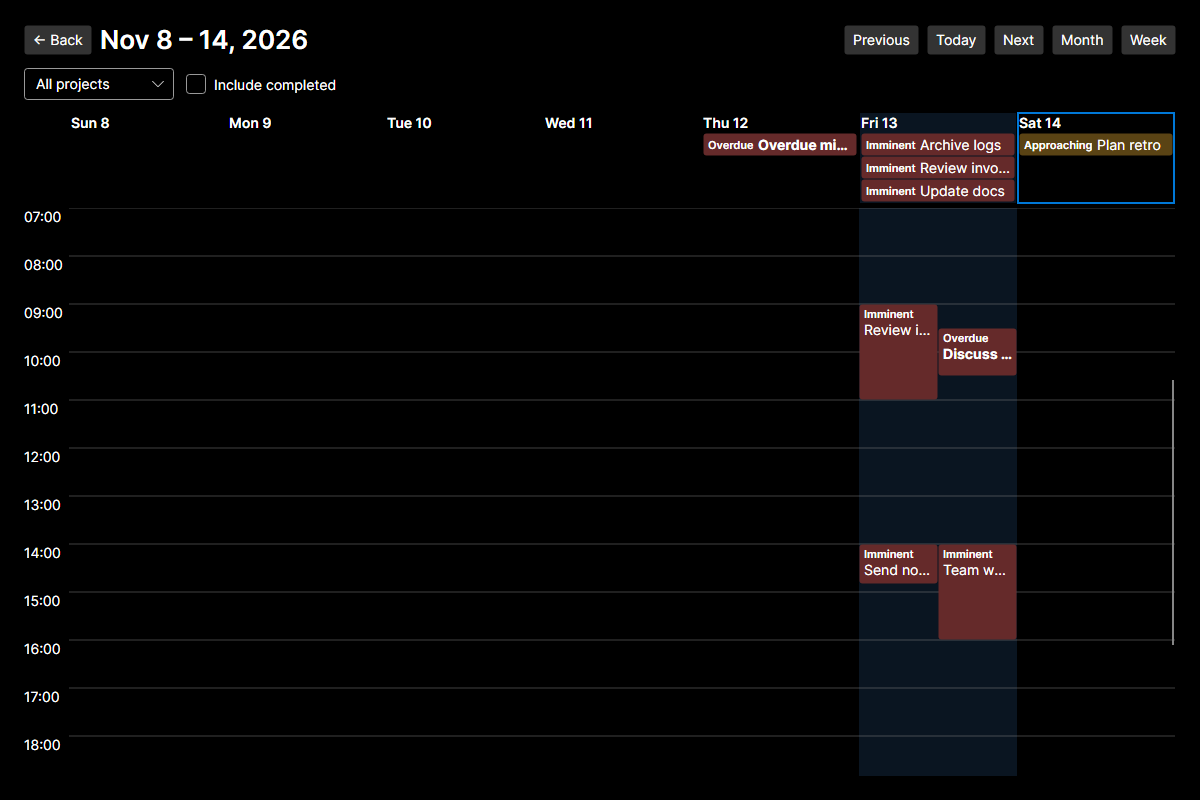 ← Back Nov 8 – 14, 2026 Previous Today Next Month Week
All projects Include completed
Sun 8 Mon 9 Tue 10 Wed 11 Thu 12 Fri 13 Sat 14
Overdue Overdue mi... Imminent Archive logs Approaching Plan retro
Imminent Review invo...
Imminent Update docs
07:00
08:00
09:00
Imminent
Review i...
Overdue
Discuss ...
10:00
11:00
12:00
13:00
14:00
Imminent Imminent
Send no... Team w...
15:00
16:00
17:00
18:00